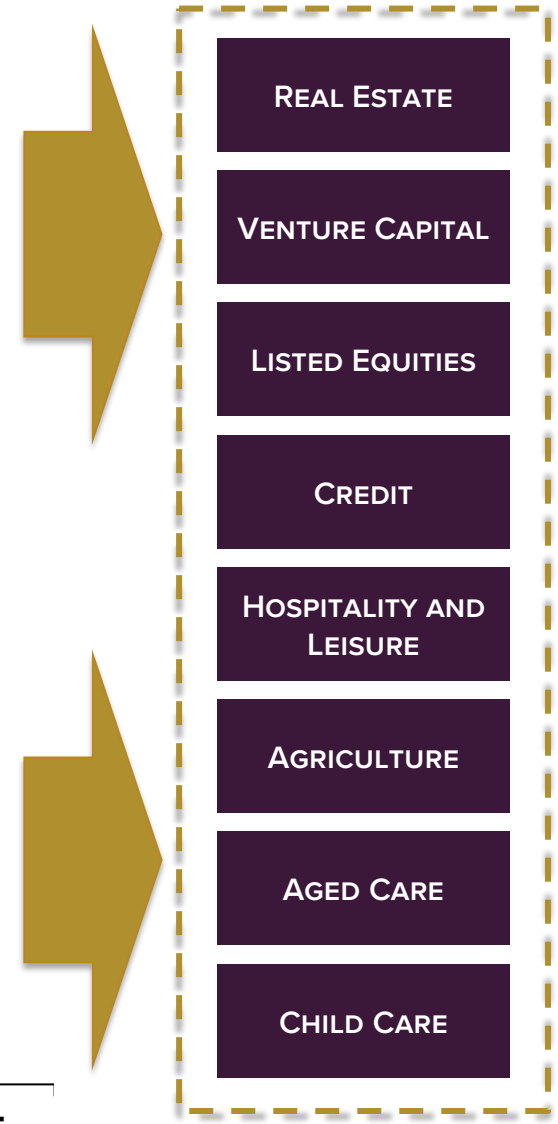 Real Estate
Venture Capital
Listed Equities
Credit
Hospitality and
Leisure
Agriculture
Aged Care
Child Care